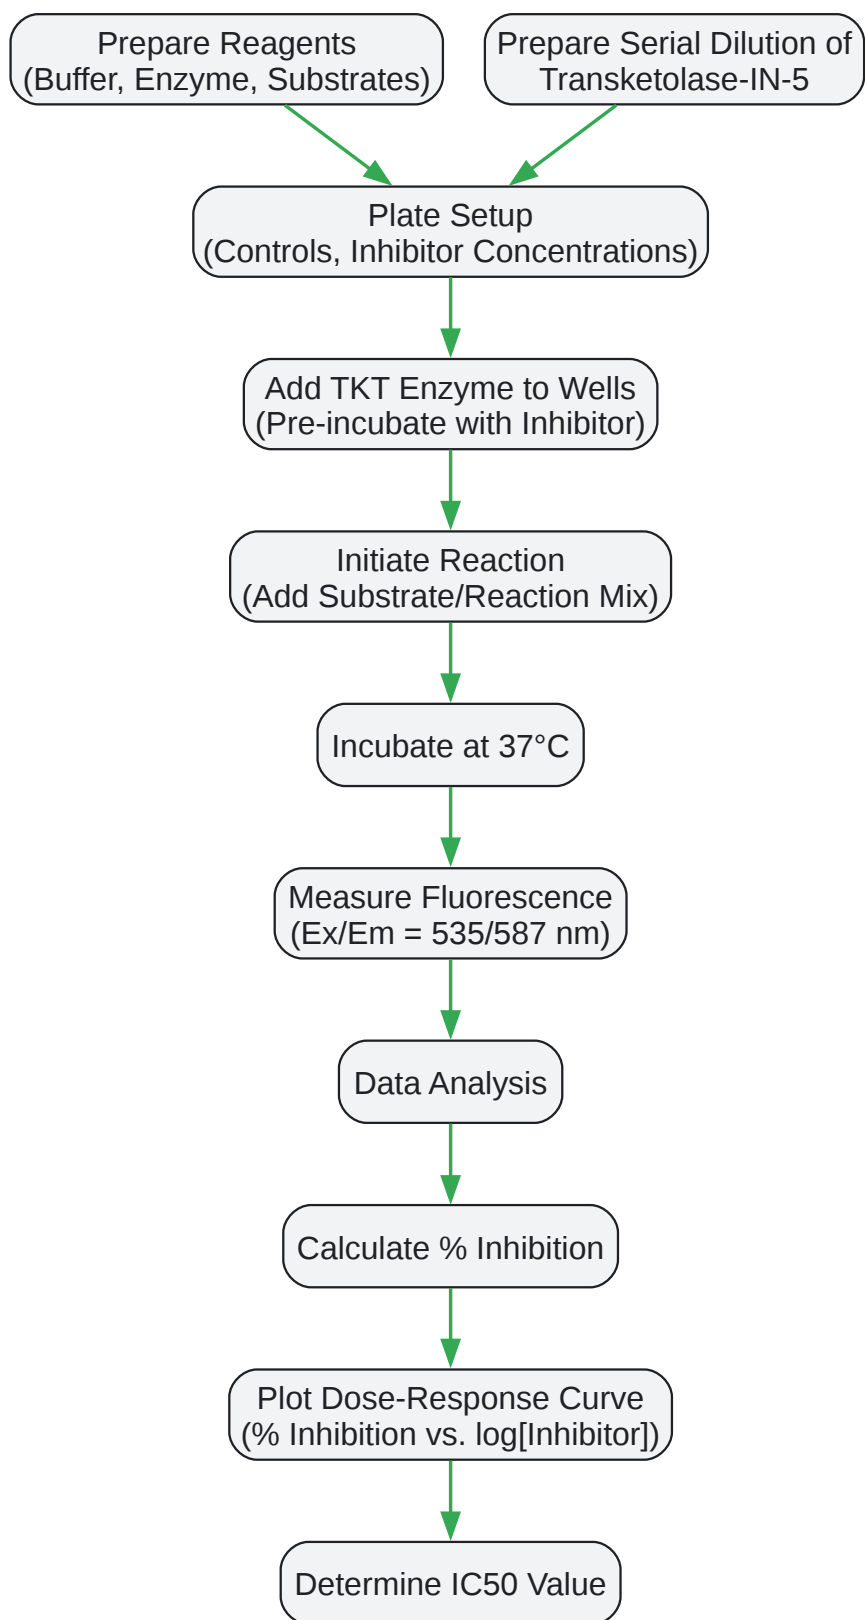 Prepare Reagents
(Buffer, Enzyme, Substrates)
Prepare Serial Dilution of
Transketolase-IN-5
Plate Setup
(Controls, Inhibitor Concentrations)
Add TKT Enzyme to Wells
(Pre-incubate with Inhibitor)
Initiate Reaction
(Add Substrate/Reaction Mix)
Incubate at 37°C
Measure Fluorescence
(Ex/Em = 535/587 nm)
Data Analysis
Calculate % Inhibition
Plot Dose-Response Curve
(% Inhibition vs. log[Inhibitor])
Determine IC50 Value